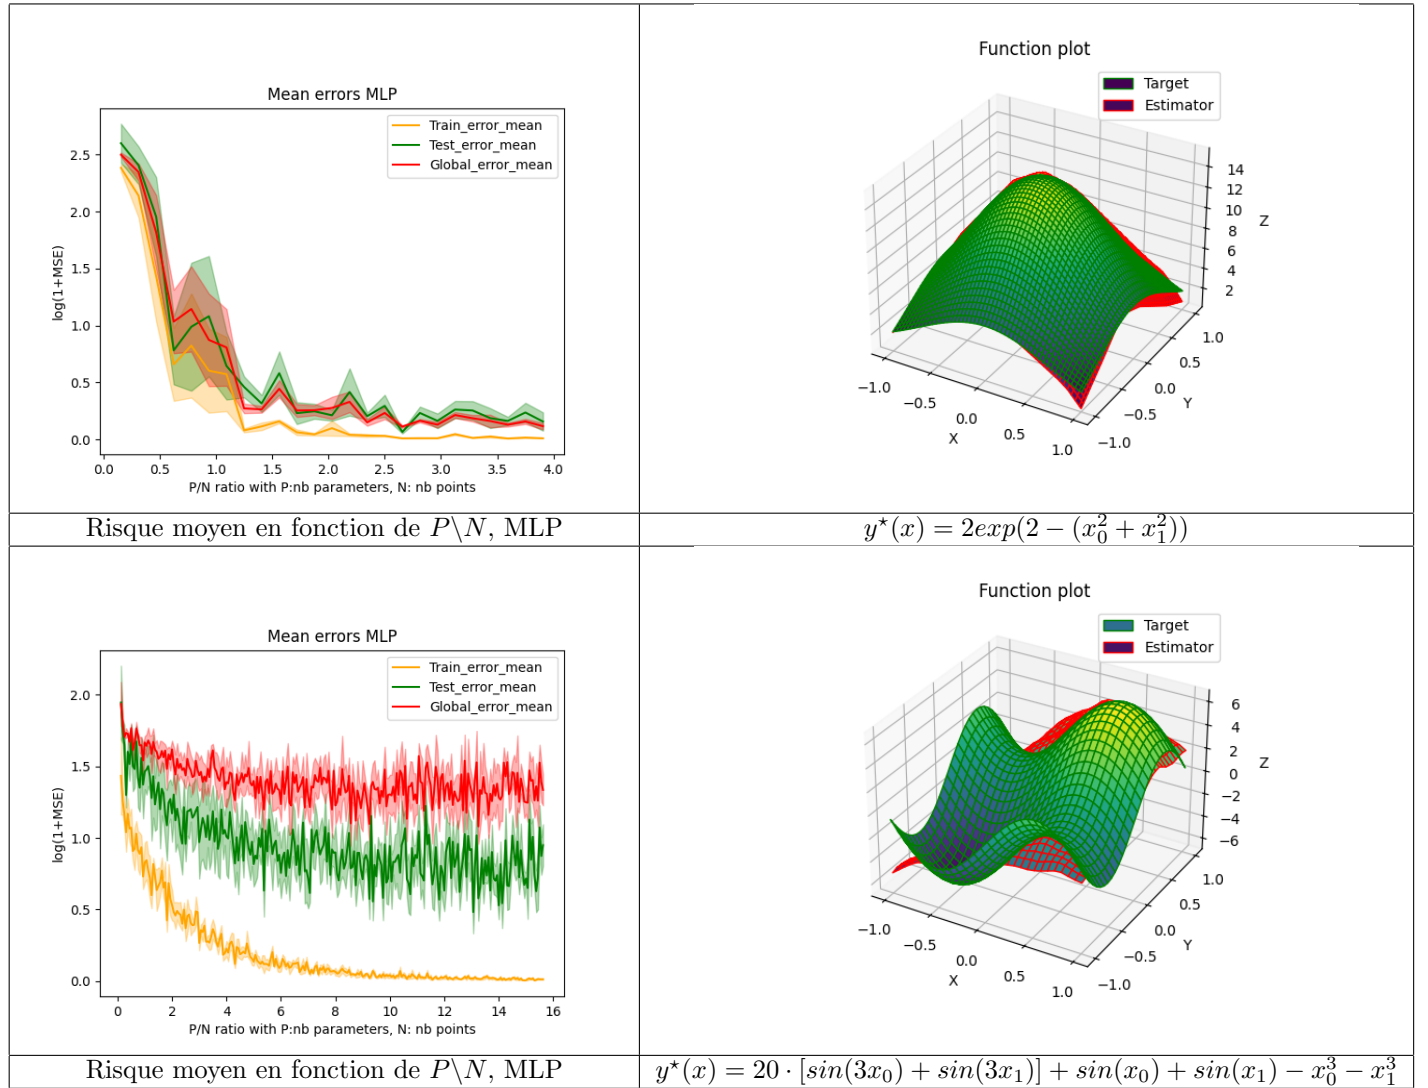 Mean errors MLP
Train_error_mean
Test_error_mean
Global_error_mean
log(1+MSE)
2.5
2.0
1.5
1.0
0.5
0.0
0.0 0.5 1.0 1.5 2.0 2.5 3.0 3.5 4.0
P/N ratio with P:nb parameters, N: nb points
Function plot
Target
Estimator
14
12
10
8
6
4
2
Z
−1.0 −0.5 0.0 0.5 1.0
X
−1.0 −0.5 0.0 0.5 1.0
Y
Risque moyen en fonction de P\N, MLP
y⋆(x) = 2exp(2 − (x₀² + x₁²))
Mean errors MLP
Train_error_mean
Test_error_mean
Global_error_mean
log(1+MSE)
2.0
1.5
1.0
0.5
0.0
0 2 4 6 8 10 12 14 16
P/N ratio with P:nb parameters, N: nb points
Function plot
Target
Estimator
6
4
2
0
−2
−4
−6
Z
−1.0 −0.5 0.0 0.5 1.0
X
−1.0 −0.5 0.0 0.5 1.0
Y
Risque moyen en fonction de P\N, MLP
y⋆(x) = 20 · [sin(3x₀) + sin(3x₁)] + sin(x₀) + sin(x₁) − x₀³ − x₁³